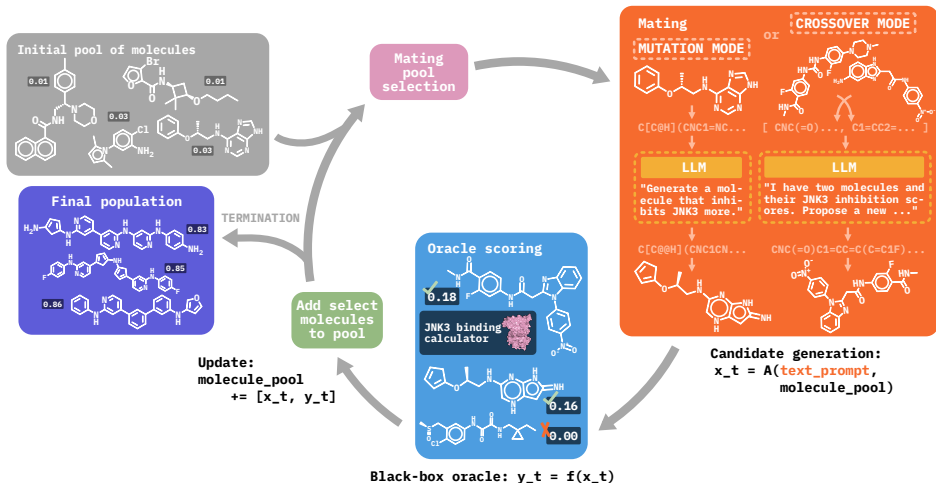 Initial pool of molecules
0.01
Br
0.01
0.03
Cl
NH₂
0.03
Final population
0.83
0.85
0.86
TERMINATION
Mating
pool
selection
Mating
or
MUTATION MODE
CROSSOVER MODE
C[C@H](CNC1=NC...
[ CNC(=O)..., C1=CC2=... ]
LLM
LLM
"Generate a mol-
ecule that inhi-
bits JNK3 more."
"I have two molecules and
their JNK3 inhibition sc-
ores. Propose a new ..."
C[C@@H](CNC1CN...
CNC(=O)C1=CC=C(C=C1F)...
Candidate generation:
x_t = A(text_prompt,
molecule_pool)
Oracle scoring
0.18
JNK3 binding
calculator
0.16
0.00
Black-box oracle: y_t = f(x_t)
Add select
molecules
to pool
Update:
molecule_pool
+= [x_t, y_t]